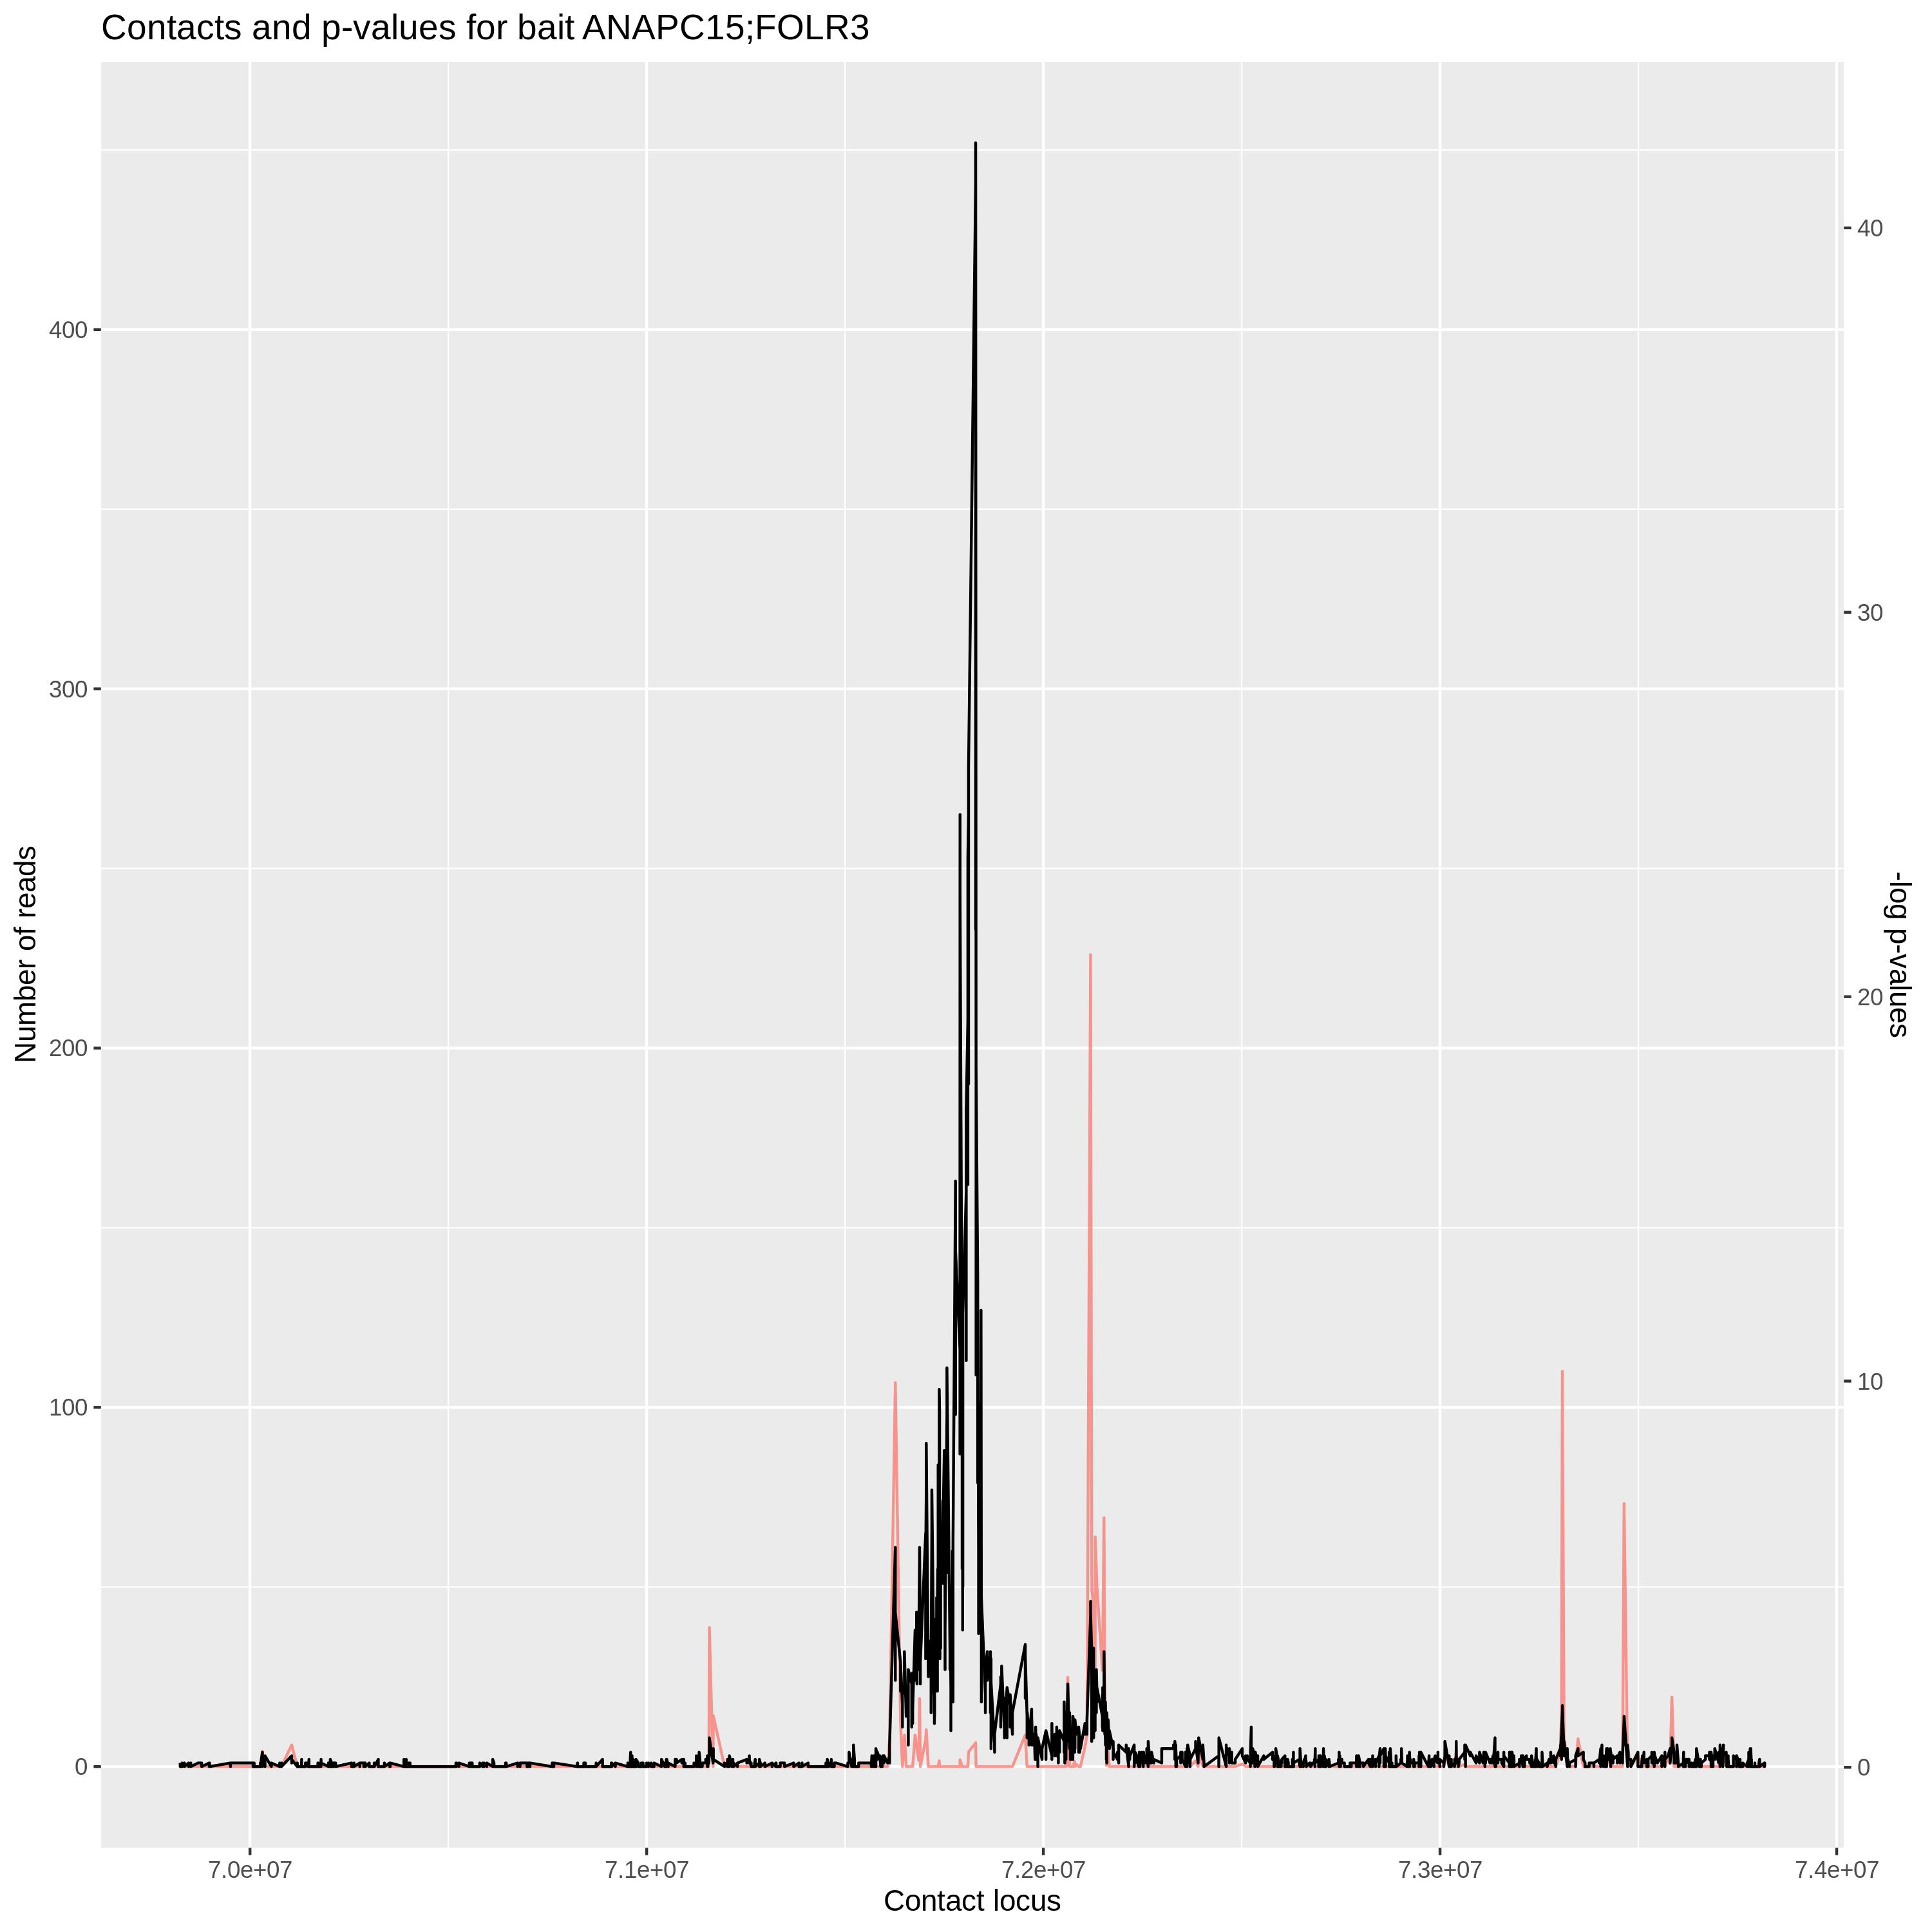 Contacts and p-values for bait ANAPC15;FOLR3
Number of reads
400
300
200
100
0
40
30
20
10
0
-log p-values
7.0e+07
7.1e+07
7.2e+07
7.3e+07
7.4e+07
Contact locus